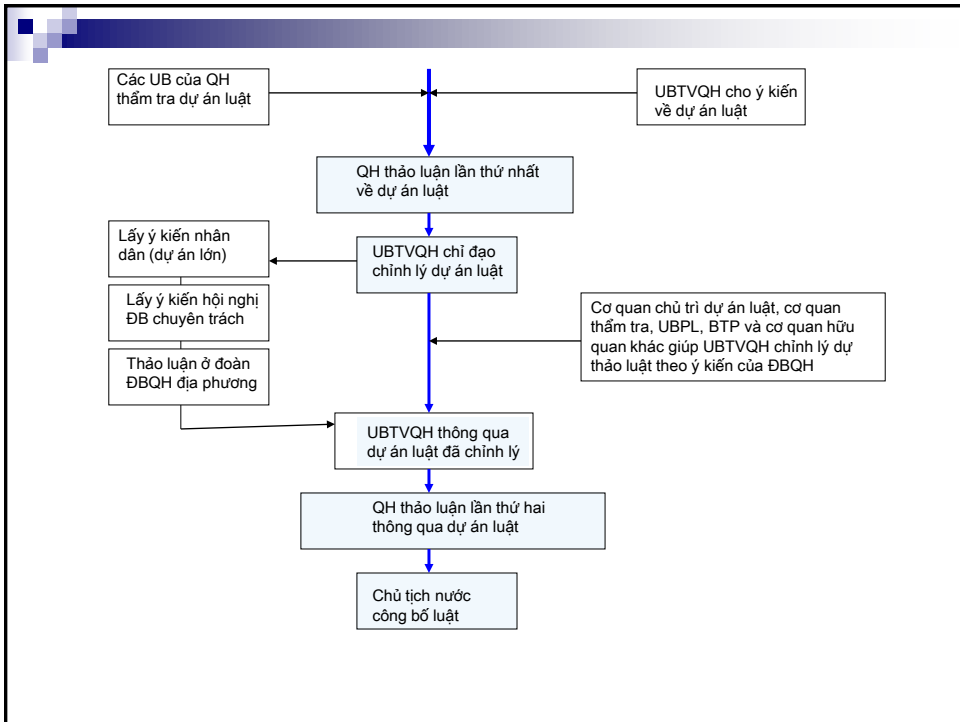 Các UB của QH
thẩm tra dự án luật
UBTVQH cho ý kiến
về dự án luật
QH thảo luận lần thứ nhất
về dự án luật
Lấy ý kiến nhân
dân (dự án lớn)
UBTVQH chỉ đạo
chỉnh lý dự án luật
Lấy ý kiến hội nghị
ĐB chuyên trách
Cơ quan chủ trì dự án luật, cơ quan
thẩm tra, UBPL, BTP và cơ quan hữu
quan khác giúp UBTVQH chỉnh lý dự
thảo luật theo ý kiến của ĐBQH
Thảo luận ở đoàn
ĐBQH địa phương
UBTVQH thông qua
dự án luật đã chỉnh lý
QH thảo luận lần thứ hai
thông qua dự án luật
Chủ tịch nước
công bố luật